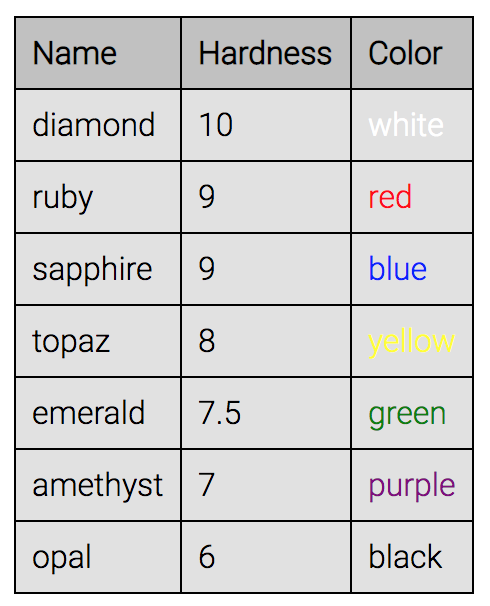 Name Hardness Color
diamond 10 white
ruby 9 red
sapphire 9 blue
topaz 8 yellow
emerald 7.5 green
amethyst 7 purple
opal 6 black